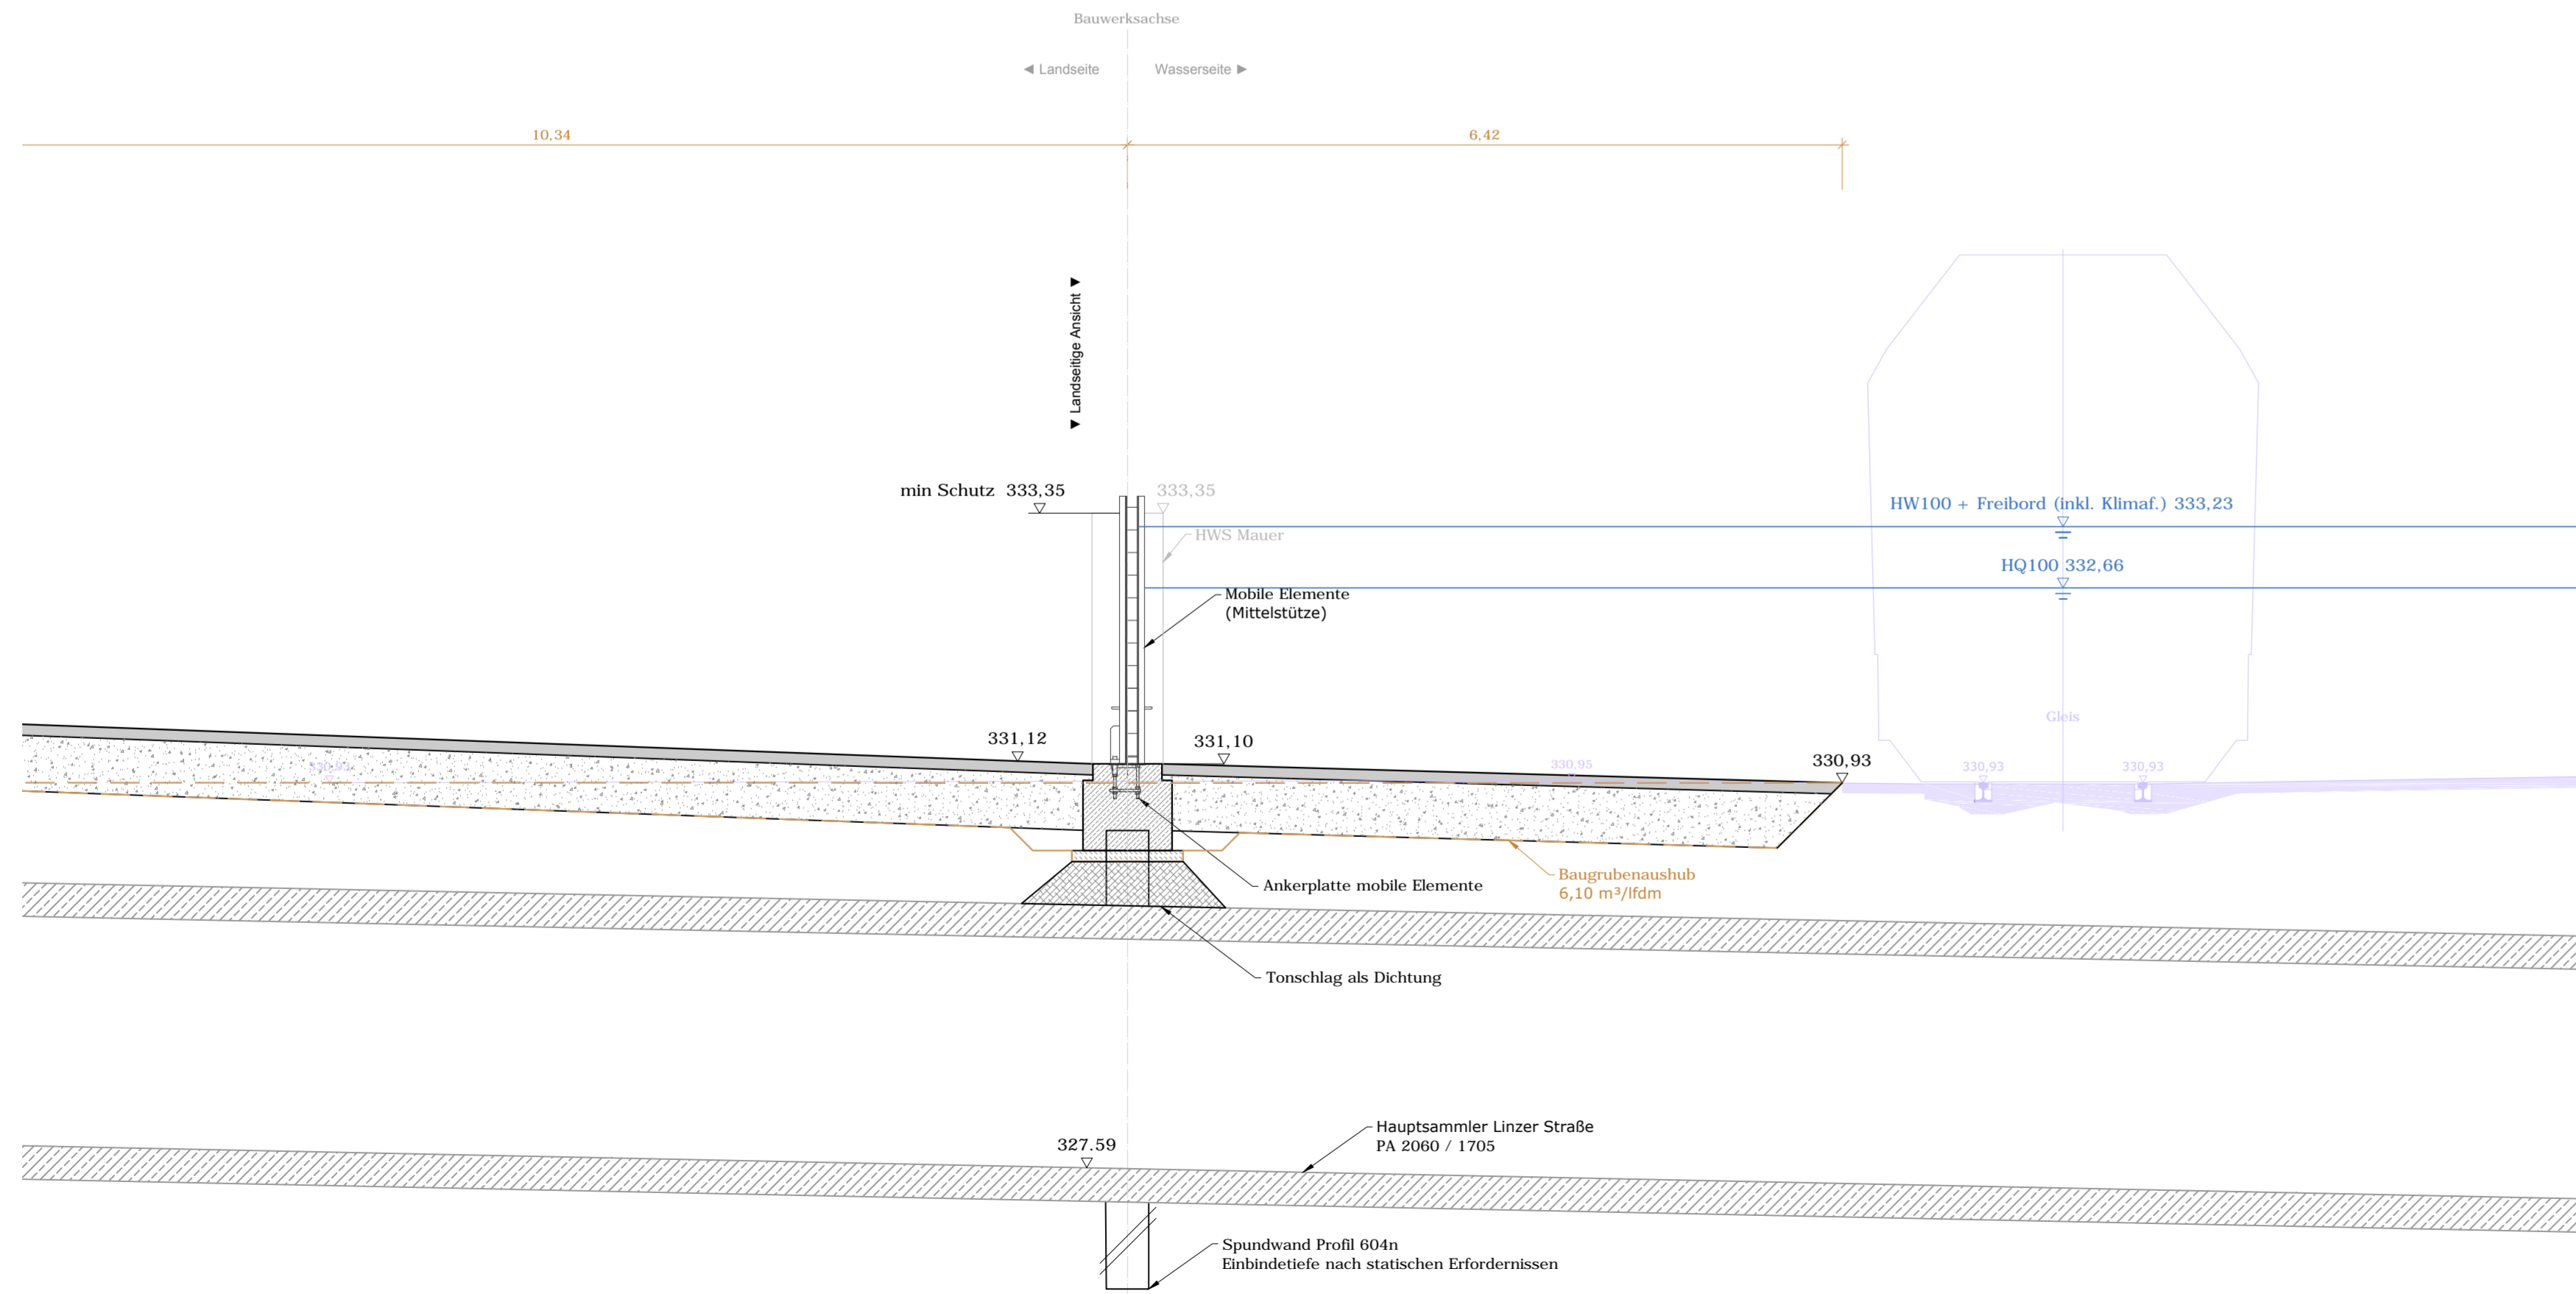 Bauwerksachse
◄ Landseite
Wasserseite ►
10,34
6,42
▼ Landseitige Ansicht ▼
min Schutz 333,35
333,35
HWS Mauer
HW100 + Freibord (inkl. Klimaf.) 333,23
HQ100 332,66
Mobile Elemente
(Mittelstütze)
Gleis
331,12
331,10
330,93
330,93
330,95
330,93
330,93
Baugrubenaushub
6,10 m³/lfdm
Ankerplatte mobile Elemente
Tonschlag als Dichtung
Hauptsammler Linzer Straße
PA 2060 / 1705
327.59
Spundwand Profil 604n
Einbindetiefe nach statischen Erfordernissen